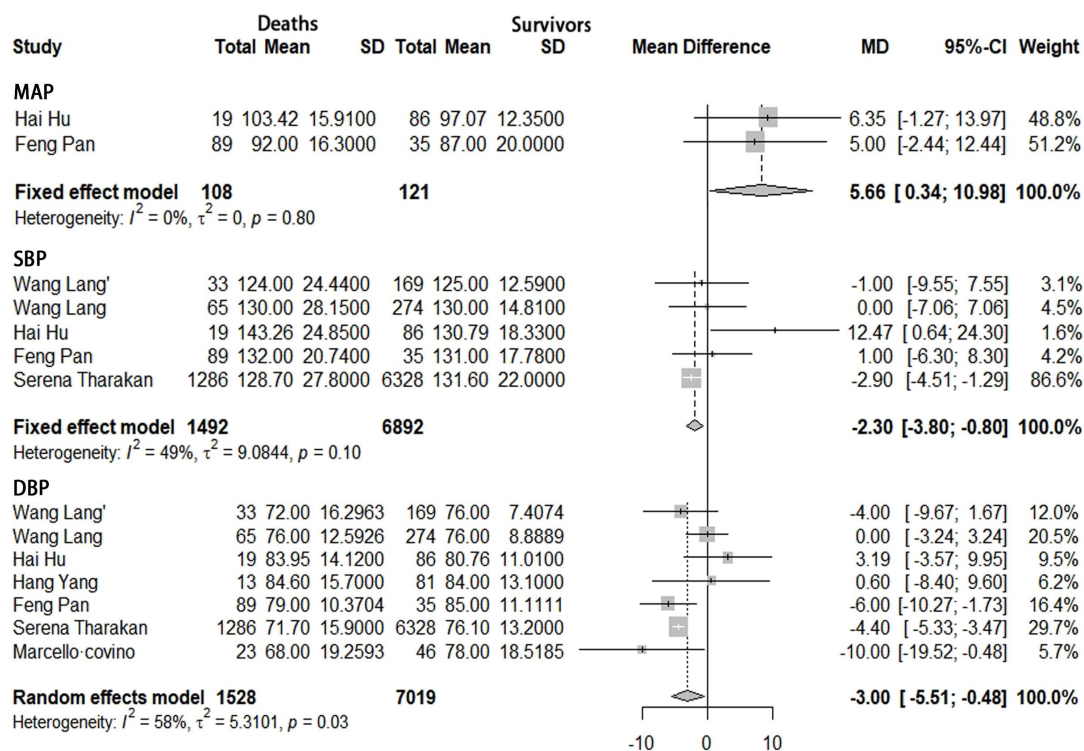 Deaths Survivors
Study Total Mean SD Total Mean SD Mean Difference MD 95%-CI Weight
MAP
Hai Hu 19 103.42 15.9100 86 97.07 12.3500 6.35 [-1.27; 13.97] 48.8%
Feng Pan 89 92.00 16.3000 35 87.00 20.0000 5.00 [-2.44; 12.44] 51.2%
Fixed effect model 108 121 5.66 [ 0.34; 10.98] 100.0%
Heterogeneity: I² = 0%, τ² = 0, p = 0.80
SBP
Wang Lang' 33 124.00 24.4400 169 125.00 12.5900 -1.00 [-9.55; 7.55] 3.1%
Wang Lang 65 130.00 28.1500 274 130.00 14.8100 0.00 [-7.06; 7.06] 4.5%
Hai Hu 19 143.26 24.8500 86 130.79 18.3300 12.47 [ 0.64; 24.30] 1.6%
Feng Pan 89 132.00 20.7400 35 131.00 17.7800 1.00 [-6.30; 8.30] 4.2%
Serena Tharakan 1286 128.70 27.8000 6328 131.60 22.0000 -2.90 [-4.51; -1.29] 86.6%
Fixed effect model 1492 6892 -2.30 [-3.80; -0.80] 100.0%
Heterogeneity: I² = 49%, τ² = 9.0844, p = 0.10
DBP
Wang Lang' 33 72.00 16.2963 169 76.00 7.4074 -4.00 [ -9.67; 1.67] 12.0%
Wang Lang 65 76.00 12.5926 274 76.00 8.8889 0.00 [ -3.24; 3.24] 20.5%
Hai Hu 19 83.95 14.1200 86 80.76 11.0100 3.19 [ -3.57; 9.95] 9.5%
Hang Yang 13 84.60 15.7000 81 84.00 13.1000 0.60 [ -8.40; 9.60] 6.2%
Feng Pan 89 79.00 10.3704 35 85.00 11.1111 -6.00 [-10.27; -1.73] 16.4%
Serena Tharakan 1286 71.70 15.9000 6328 76.10 13.2000 -4.40 [ -5.33; -3.47] 29.7%
Marcello·covino 23 68.00 19.2593 46 78.00 18.5185 -10.00 [-19.52; -0.48] 5.7%
Random effects model 1528 7019 -3.00 [ -5.51; -0.48] 100.0%
Heterogeneity: I² = 58%, τ² = 5.3101, p = 0.03
-10 0 10